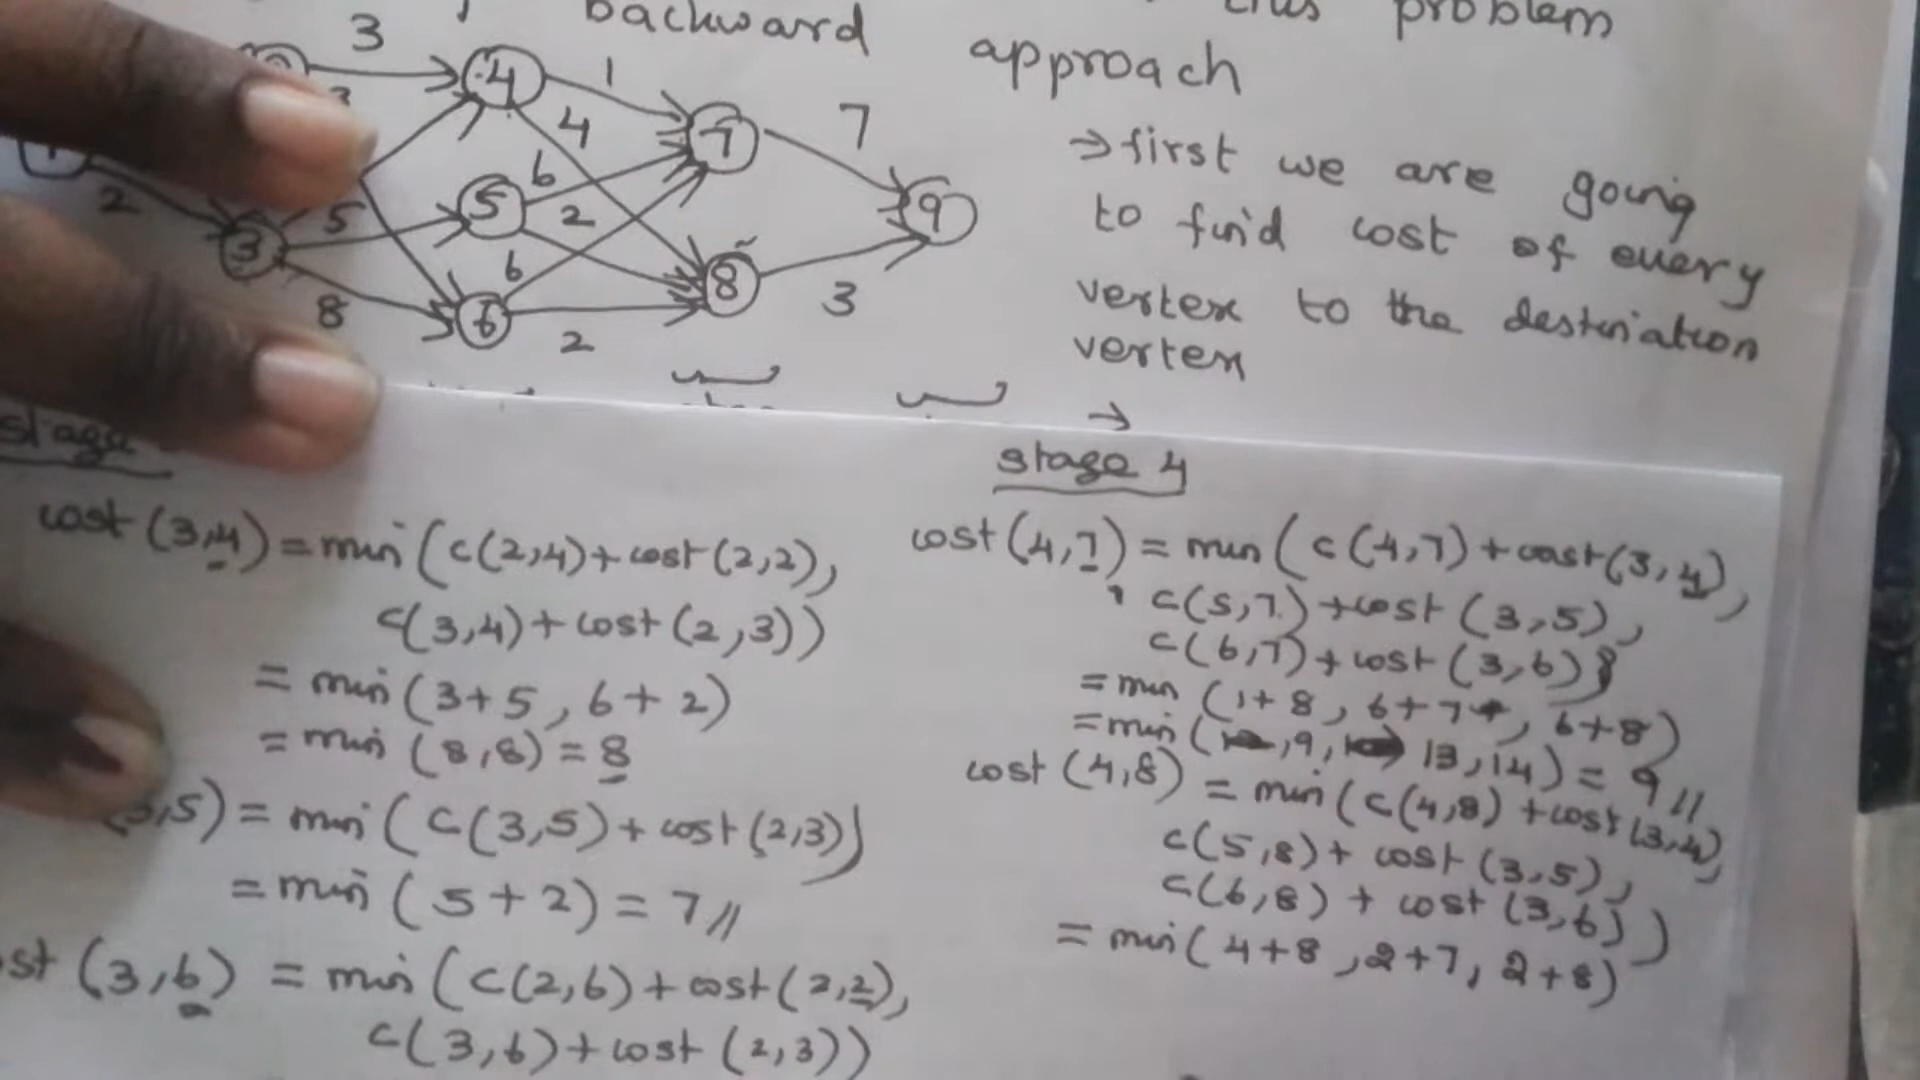 this problem
backward
approach
3
4
1
7
4
7
→first we are going
to find cost of every
vertex to the destination
vertex
→
6
9
2
5
5
2
3
8
6
8
6
3
2
stage
stage 4
cost (3,4) = min (c(2,4) + cost (2,2),
c(3,4) + cost (2,3))
= min (3+5, 6+2)
= min (8,8) = 8
,5) = min (c(3,5) + cost (2,3))
= min (5+2) = 7//
st (3,6) = min (c(2,6) + cost (2,2),
c(3,6) + cost (2,3))
cost (4,7) = min (c(4,7) + cost (3,4),
c(5,7) + cost (3,5),
c(6,7) + cost (3,6)}
= min (1+8, 6+7, 6+8)
= min (,9, 13,14) = 9//
cost (4,8) = min (c(4,8) + cost (3,4),
c(5,8) + cost (3,5),
c(6,8) + cost (3,6))
= min (4+8, 2+7, 2+8)